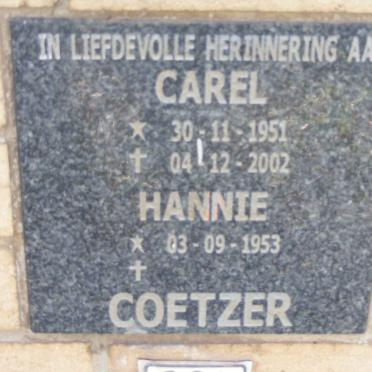 IN LIEFDEVOLLE HERINNERING AA
CAREL
★ 30-11-1951
✝ 04-12-2002
HANNIE
★ 03-09-1953
✝
COETZER